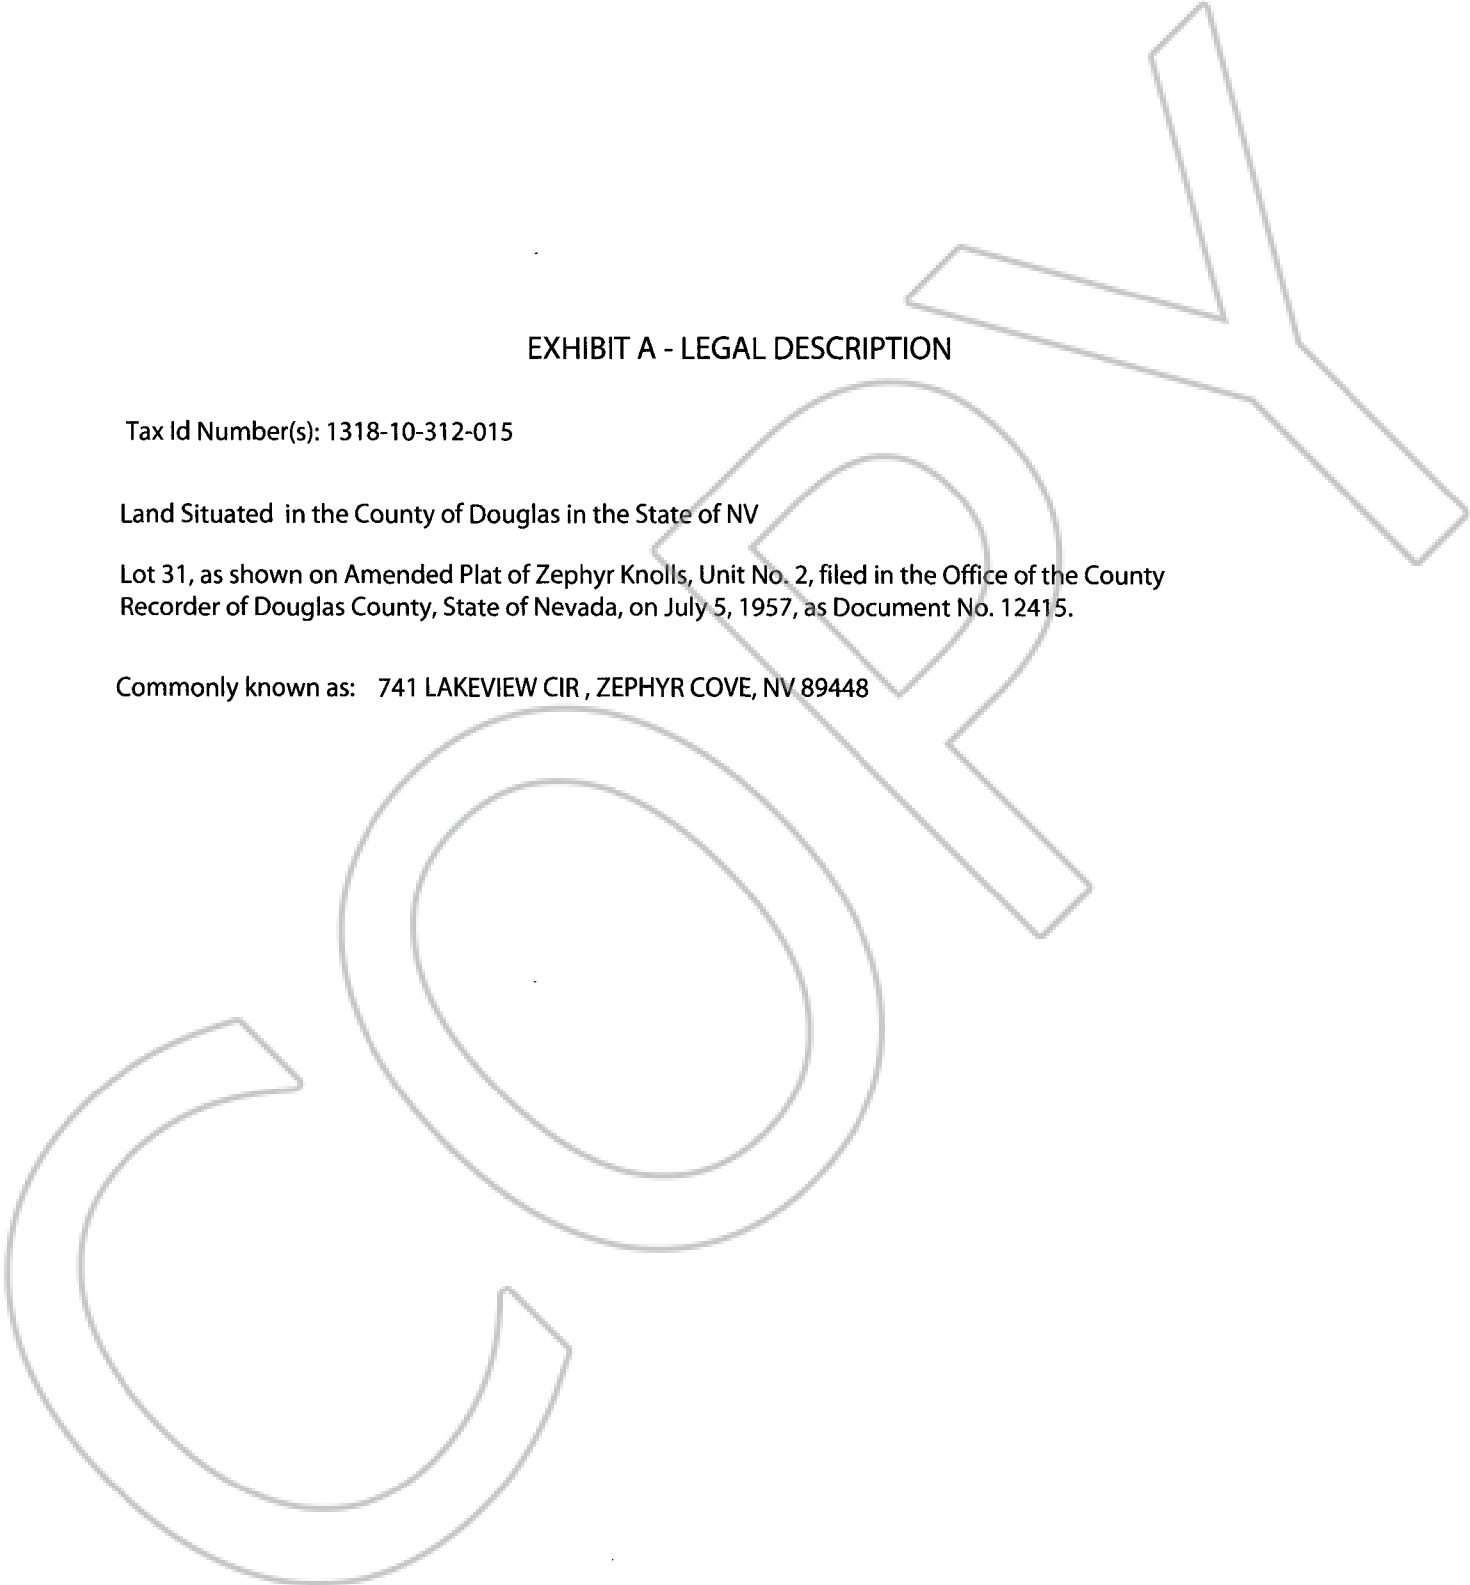 EXHIBIT A - LEGAL DESCRIPTION
Tax Id Number(s): 1318-10-312-015
Land Situated in the County of Douglas in the State of NV
Lot 31, as shown on Amended Plat of Zephyr Knolls, Unit No. 2, filed in the Office of the County
Recorder of Douglas County, State of Nevada, on July 5, 1957, as Document No. 12415.
Commonly known as: 741 LAKEVIEW CIR , ZEPHYR COVE, NV 89448
COPY